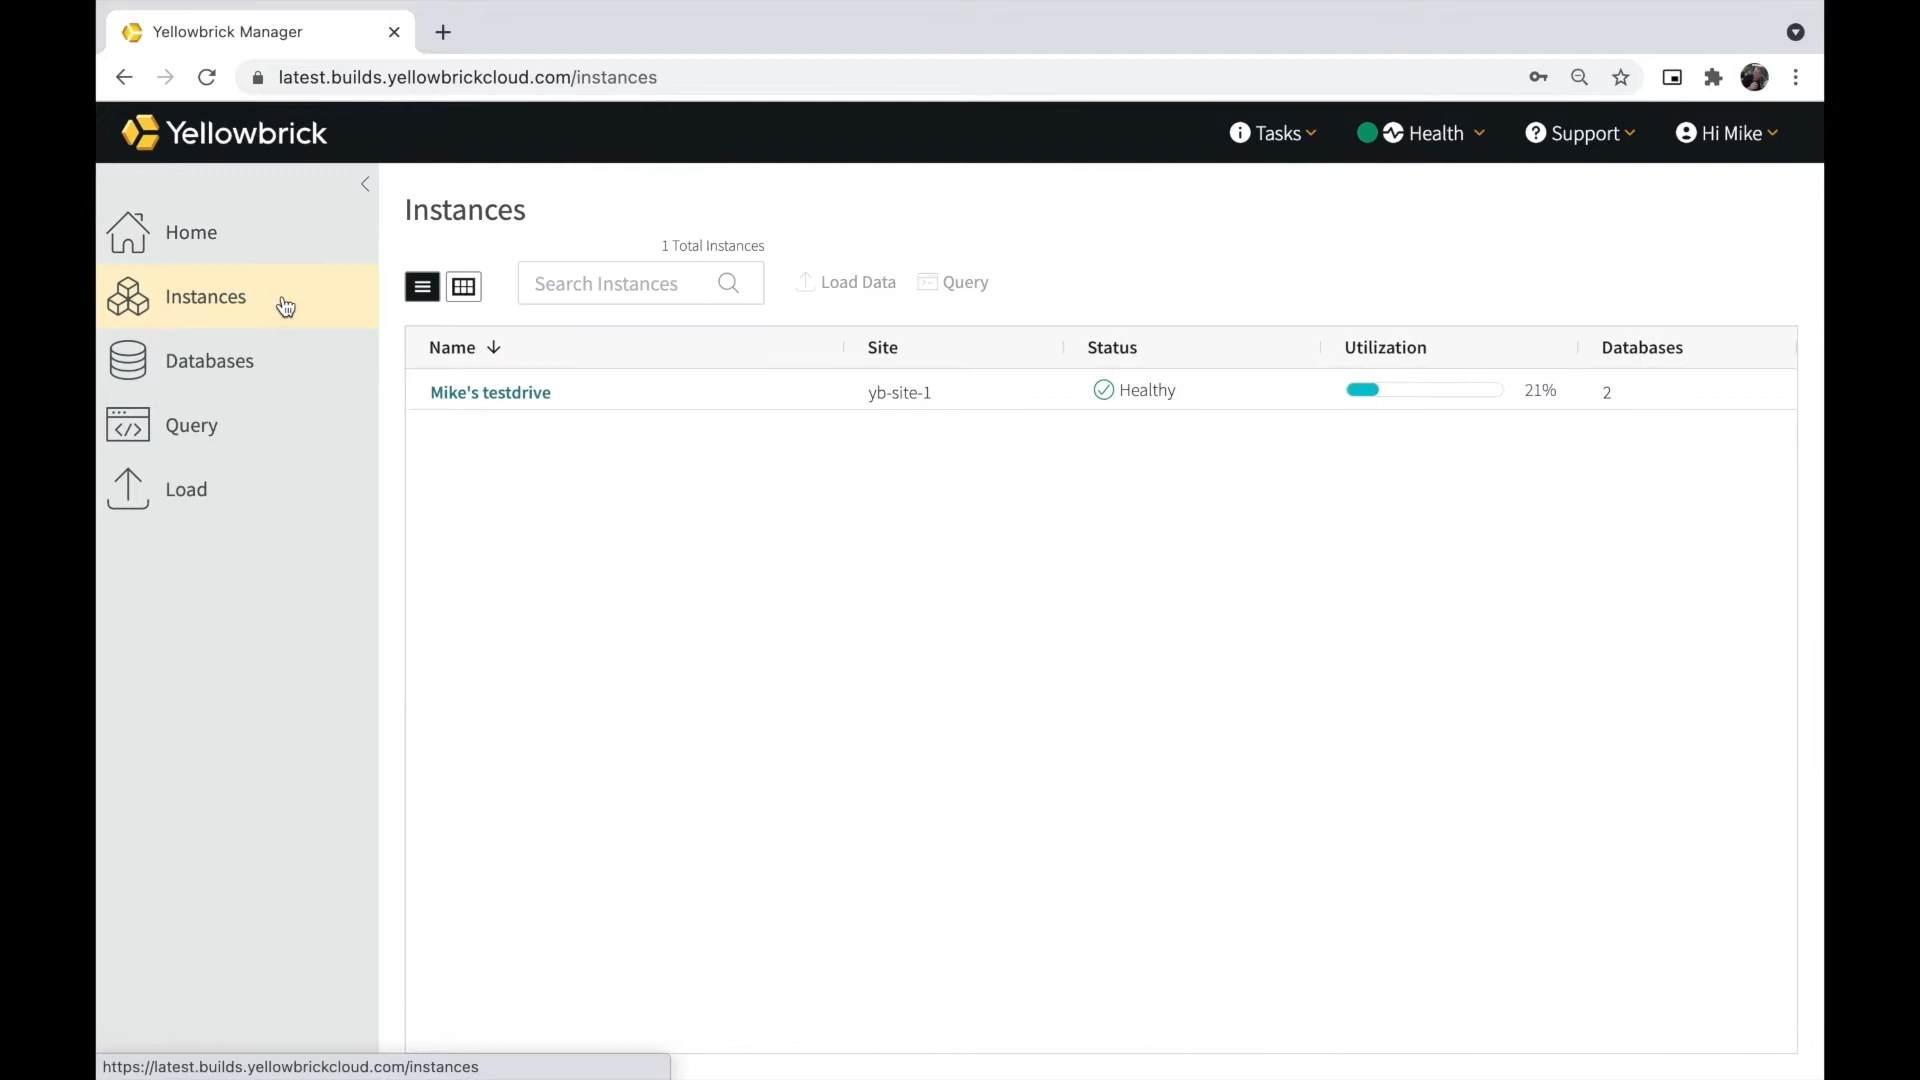 Yellowbrick Manager
latest.builds.yellowbrickcloud.com/instances
Yellowbrick
Tasks
Health
Support
Hi Mike
Home
Instances
Databases
Query
Load
Instances
1 Total Instances
Search Instances
Load Data
Query
Name Site Status Utilization Databases
Mike's testdrive yb-site-1 Healthy 21% 2
https://latest.builds.yellowbrickcloud.com/instances